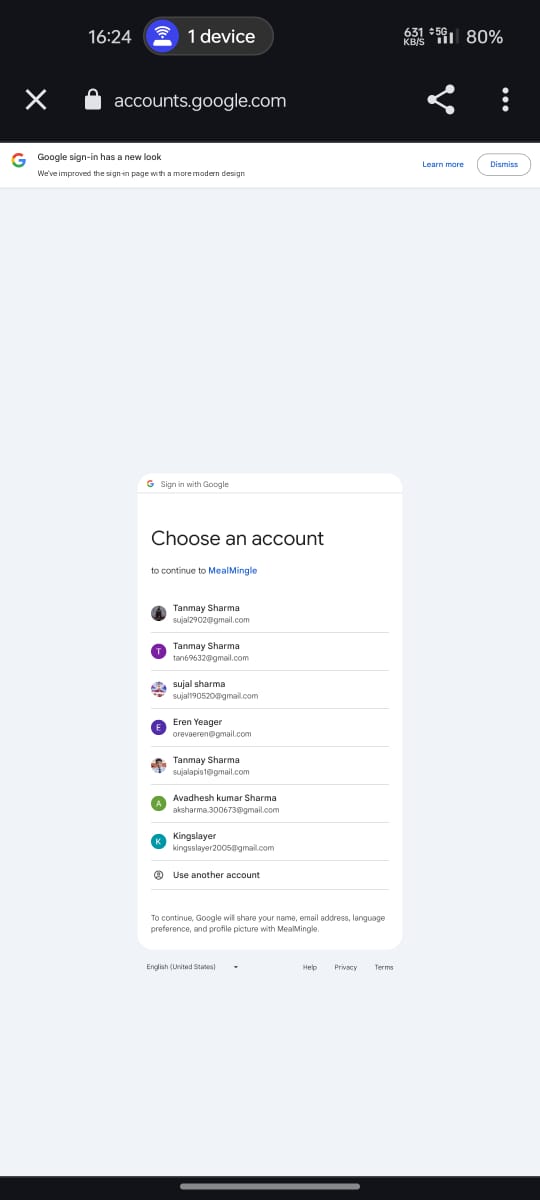 16:24
1 device
631 KB/S
5G
80%
accounts.google.com
Google sign-in has a new look
We've improved the sign-in page with a more modern design
Learn more
Dismiss
Sign in with Google
Choose an account
to continue to MealMingle
Tanmay Sharma
sujal2902@gmail.com
T
Tanmay Sharma
tan69632@gmail.com
sujal sharma
sujal190520@gmail.com
E
Eren Yeager
orevaeren@gmail.com
Tanmay Sharma
sujalapis1@gmail.com
A
Avadhesh kumar Sharma
aksharma.300673@gmail.com
K
Kingslayer
kingsslayer2005@gmail.com
Use another account
To continue, Google will share your name, email address, language
preference, and profile picture with MealMingle.
English (United States)
Help
Privacy
Terms